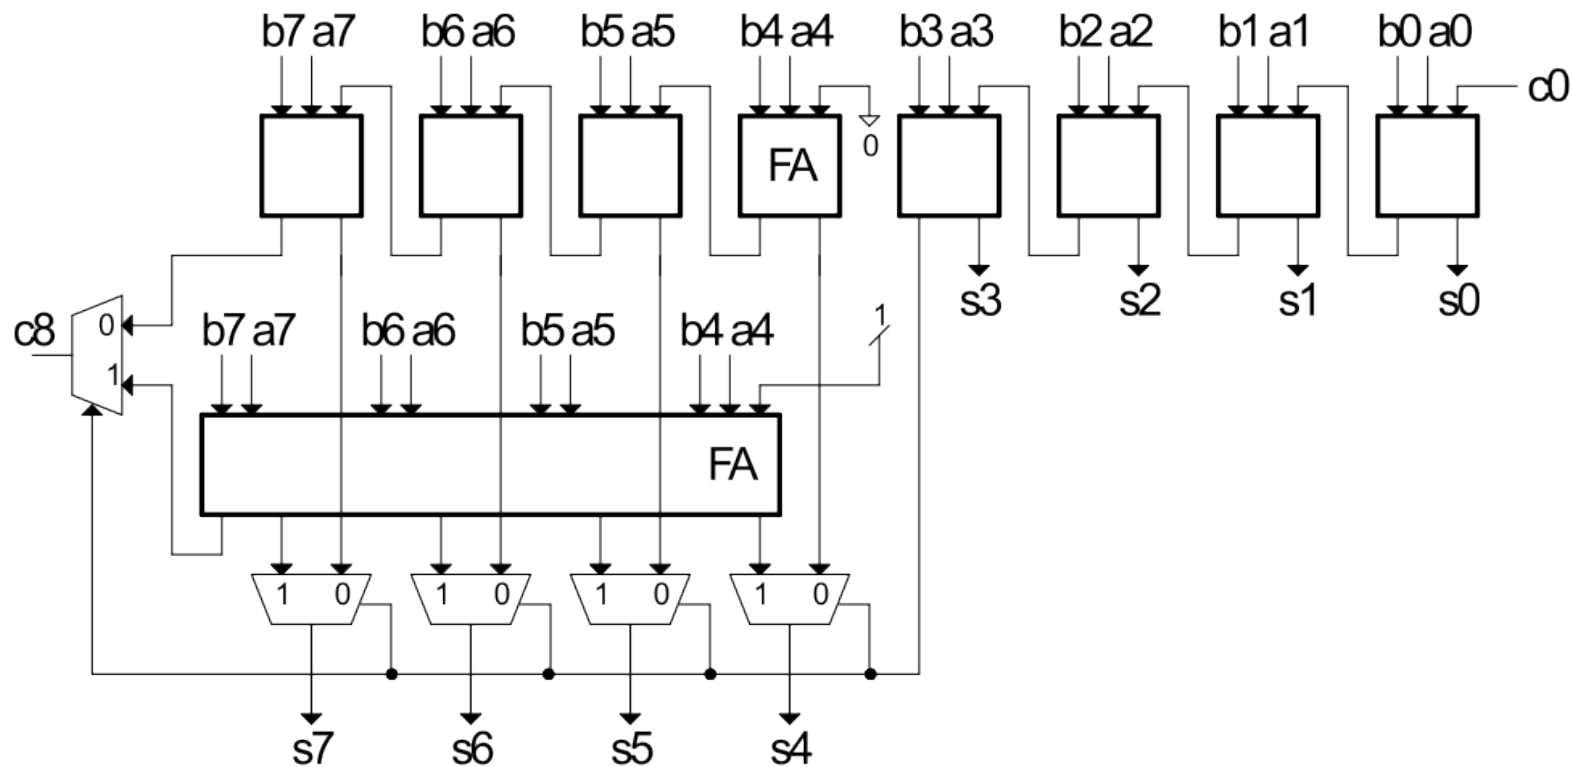 b7 a7 b6 a6 b5 a5 b4 a4 b3 a3 b2 a2 b1 a1 b0 a0
c0
FA 0
s3 s2 s1 s0
c8 0 b7 a7 b6 a6 b5 a5 b4 a4 1
1
FA
1 0 1 0 1 0 1 0
s7 s6 s5 s4